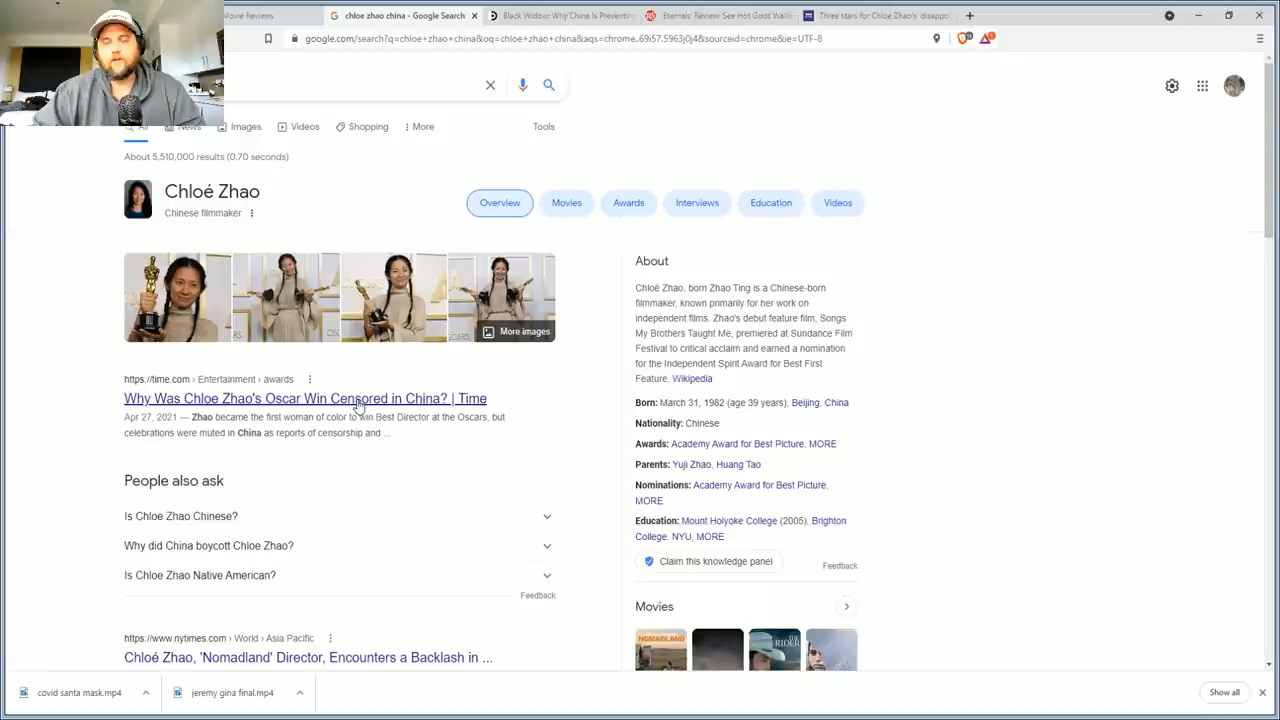 Movie Reviews
chloe zhao china - Google Search
Black Widow: Why China Is Preventin
Eternals' Review: See Hot Gods Wallo
Three stars for Chloé Zhao's 'disappoi
google.com/search?q=chloe+zhao+china&oq=chloe+zhao+china&aqs=chrome..69i57.5963j0j4&sourceid=chrome&ie=UTF-8
All
News
Images
Videos
Shopping
More
Tools
About 5,510,000 results (0.70 seconds)
Chloé Zhao
Chinese filmmaker
Overview
Movies
Awards
Interviews
Education
Videos
More images
https://time.com › Entertainment › awards
Why Was Chloe Zhao's Oscar Win Censored in China? | Time
Apr 27, 2021 — Zhao became the first woman of color to win Best Director at the Oscars, but
celebrations were muted in China as reports of censorship and ...
People also ask
Is Chloe Zhao Chinese?
Why did China boycott Chloe Zhao?
Is Chloe Zhao Native American?
Feedback
https://www.nytimes.com › World › Asia Pacific
Chloé Zhao, 'Nomadland' Director, Encounters a Backlash in ...
About
Chloé Zhao, born Zhao Ting is a Chinese-born
filmmaker, known primarily for her work on
independent films. Zhao's debut feature film, Songs
My Brothers Taught Me, premiered at Sundance Film
Festival to critical acclaim and earned a nomination
for the Independent Spirit Award for Best First
Feature. Wikipedia
Born: March 31, 1982 (age 39 years), Beijing, China
Nationality: Chinese
Awards: Academy Award for Best Picture, MORE
Parents: Yuji Zhao, Huang Tao
Nominations: Academy Award for Best Picture,
MORE
Education: Mount Holyoke College (2005), Brighton
College, NYU, MORE
Claim this knowledge panel
Feedback
Movies
NOMADLAND
THE RIDER
covid santa mask.mp4
jeremy gina final.mp4
Show all